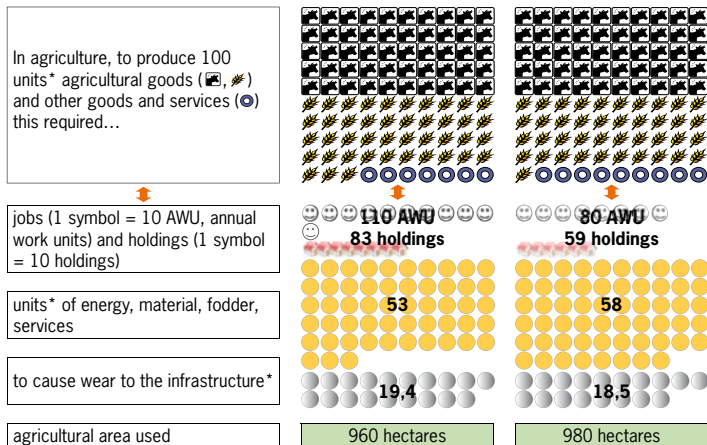 In agriculture, to produce 100
units* agricultural goods ( , )
and other goods and services ( )
this required…
jobs (1 symbol = 10 AWU, annual
work units) and holdings (1 symbol
= 10 holdings)
110 AWU
83 holdings
80 AWU
59 holdings
units* of energy, material, fodder,
services
53
58
to cause wear to the infrastructure*
19,4
18,5
agricultural area used
960 hectares
980 hectares